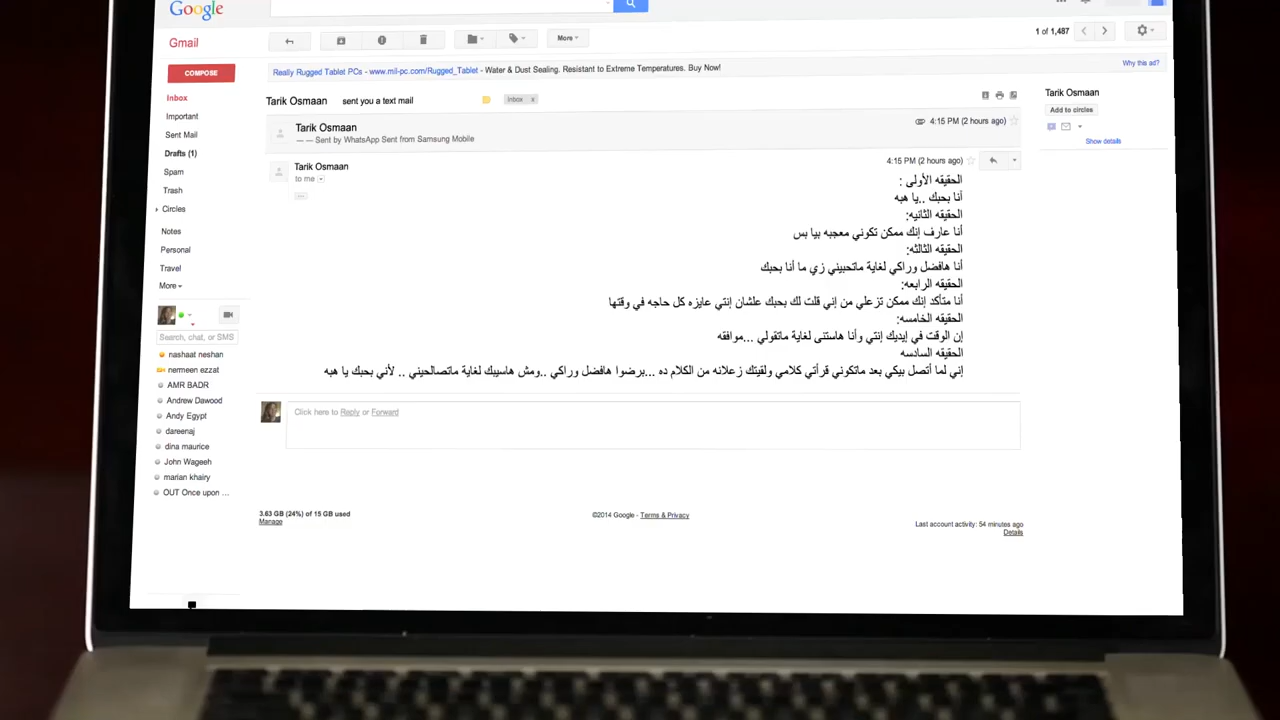 Google
Gmail
More
1 of 1,487
COMPOSE
Really Rugged Tablet PCs - www.mil-pc.com/Rugged_Tablet - Water & Dust Sealing. Resistant to Extreme Temperatures. Buy Now!
Why this ad?
Inbox
Important
Sent Mail
Drafts (1)
Spam
Trash
Circles
Notes
Personal
Travel
More
Search, chat, or SMS
nashaat neshan
nermeen ezzat
AMR BADR
Andrew Dawood
Andy Egypt
dareenaj
dina maurice
John Wageeh
marian khairy
OUT Once upon ...
Tarik Osmaan sent you a text mail Inbox x
Tarik Osmaan
— — Sent by WhatsApp Sent from Samsung Mobile
4:15 PM (2 hours ago)
Tarik Osmaan
to me
4:15 PM (2 hours ago)
...
الحقيقه الأولى :
أنا بحبك ..يا هبه
الحقيقه الثانيه:
أنا عارف إنك ممكن تكوني معجبه بيا بس
الحقيقه الثالثه:
أنا هافضل وراكي لغاية ماتحبيني زي ما أنا بحبك
الحقيقه الرابعه:
أنا متأكد إنك ممكن تزعلي من إني قلت لك بحبك علشان إنتي عايزه كل حاجه في وقتها
الحقيقه الخامسه:
إن الوقت في إيديك إنتي وأنا هاستنى لغاية ماتقولي ...موافقه
الحقيقه السادسه
إني لما أتصل بيكي بعد ماتكوني قرأتي كلامي ولقيتك زعلانه من الكلام ده ...برضوا هافضل وراكي ..ومش هاسيبك لغاية ماتصالحيني .. لأني بحبك يا هبه
Click here to Reply or Forward
3.63 GB (24%) of 15 GB used
Manage
©2014 Google - Terms & Privacy
Last account activity: 54 minutes ago
Details
Tarik Osmaan
Add to circles
Show details